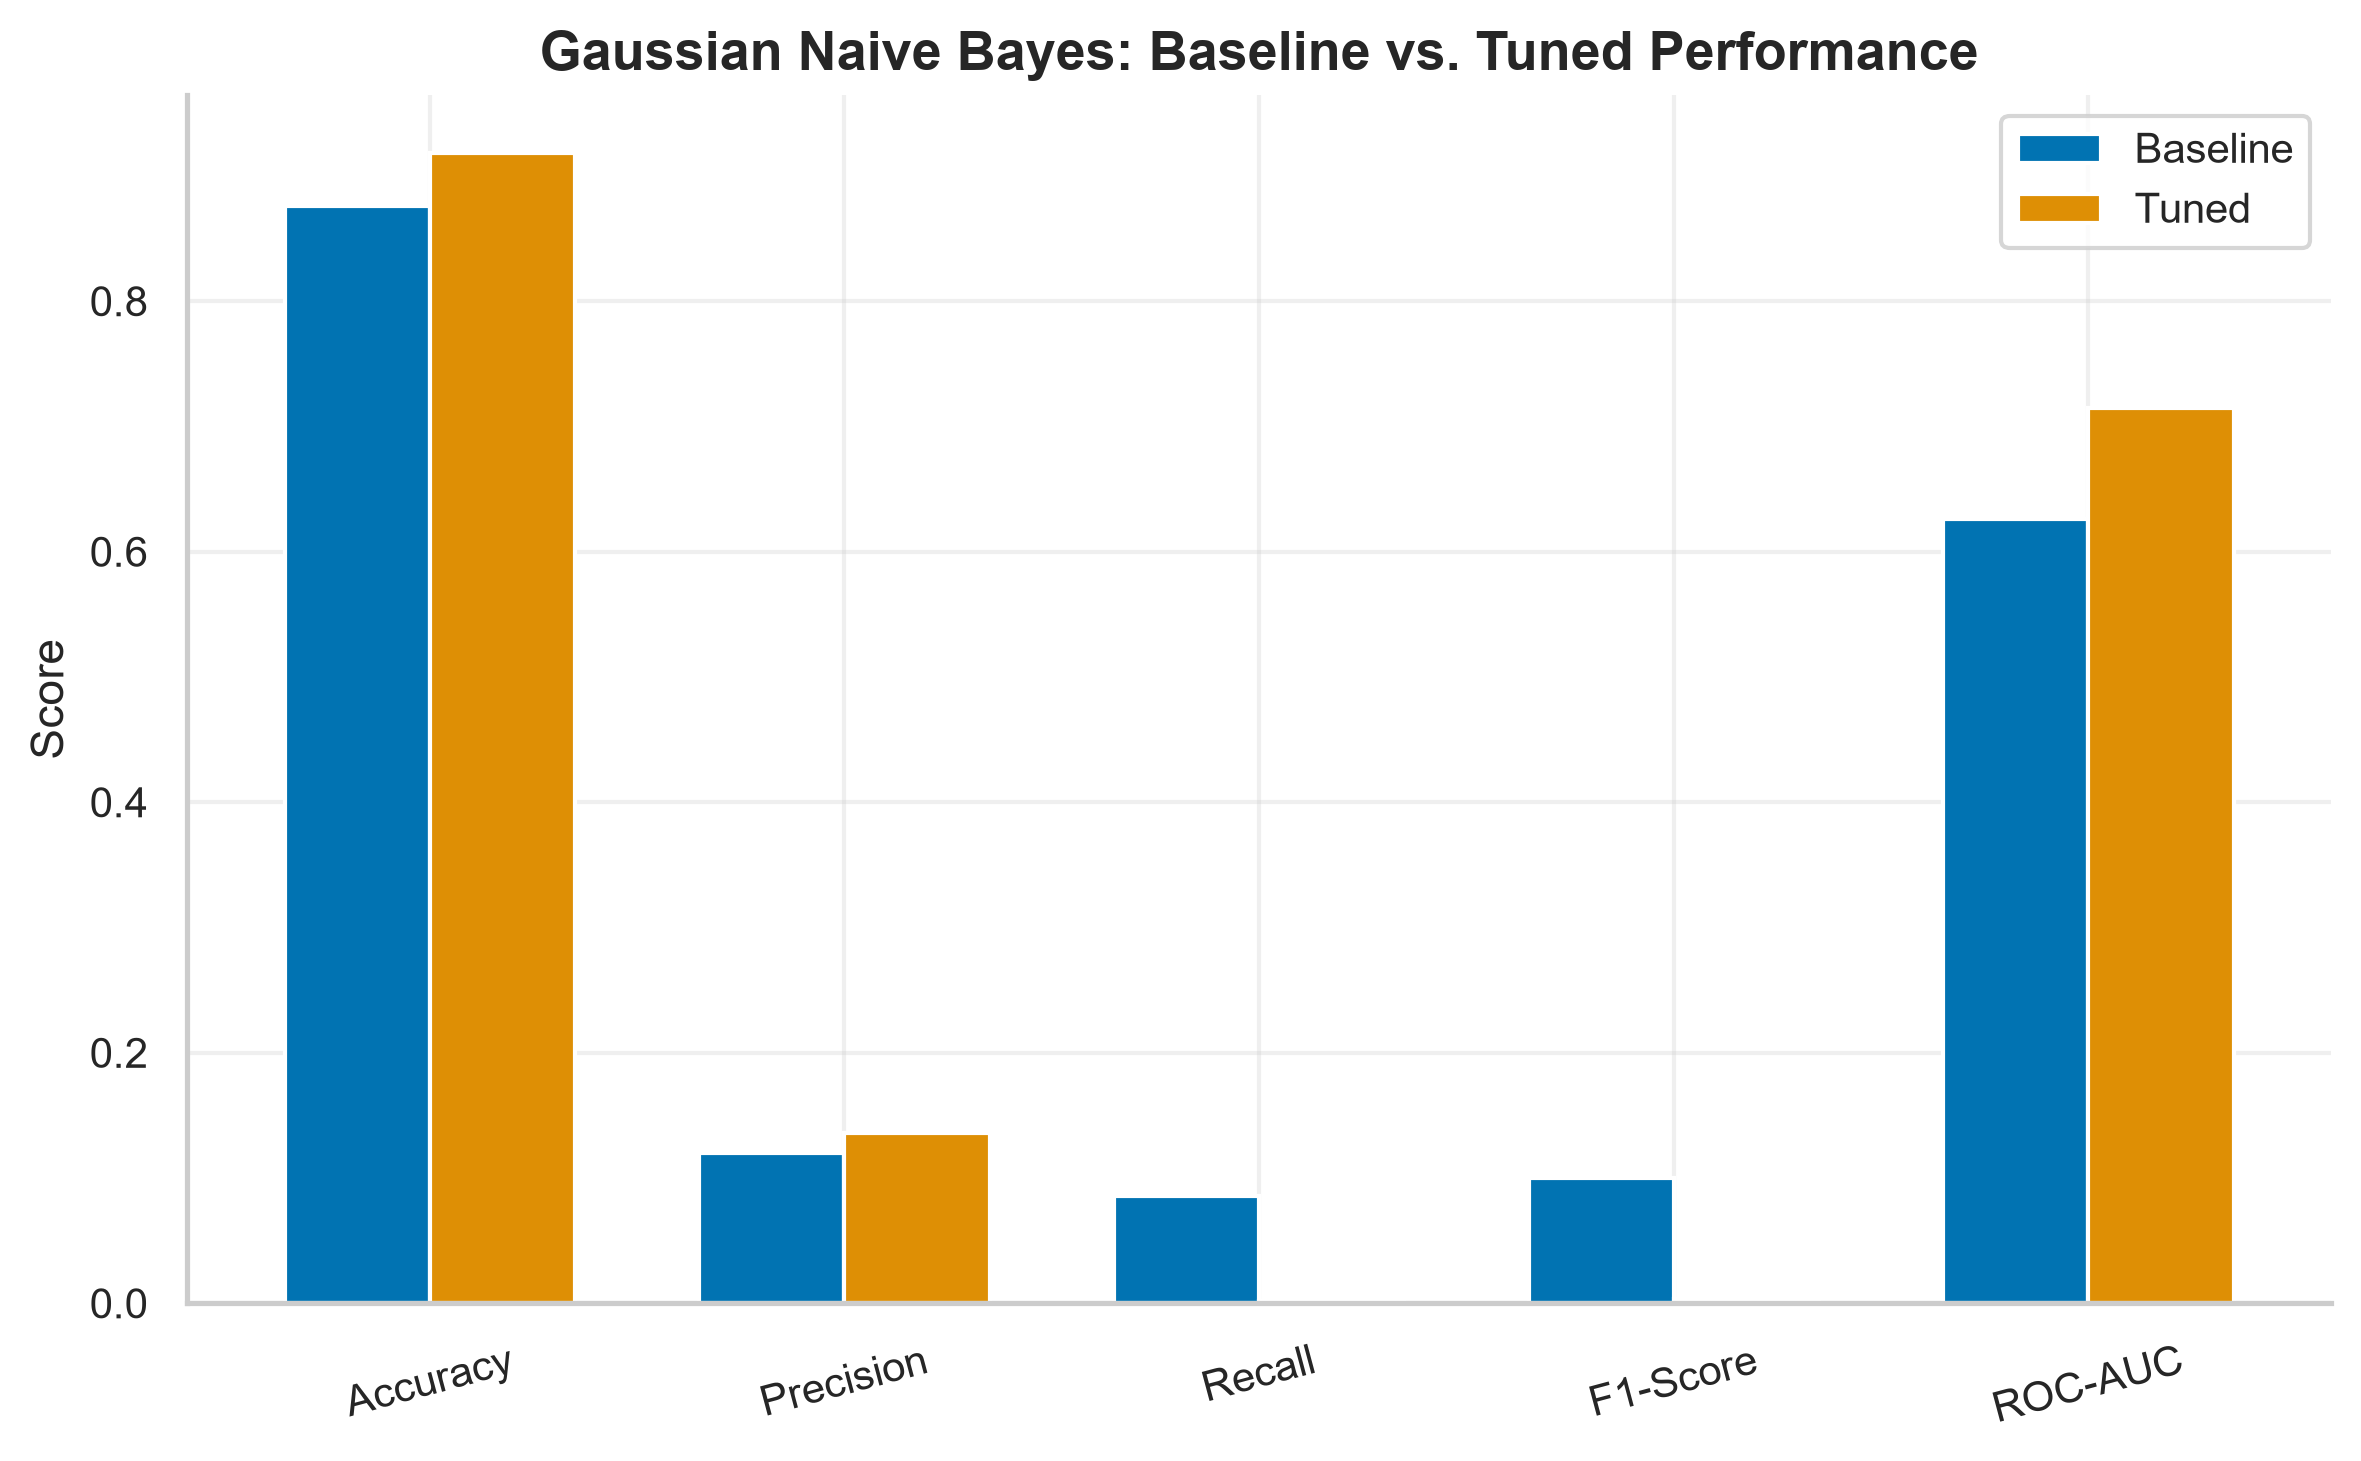 Gaussian Naive Bayes: Baseline vs. Tuned Performance
Baseline
Tuned
Score
0.8
0.6
0.4
0.2
0.0
Accuracy
Precision
Recall
F1-Score
ROC-AUC